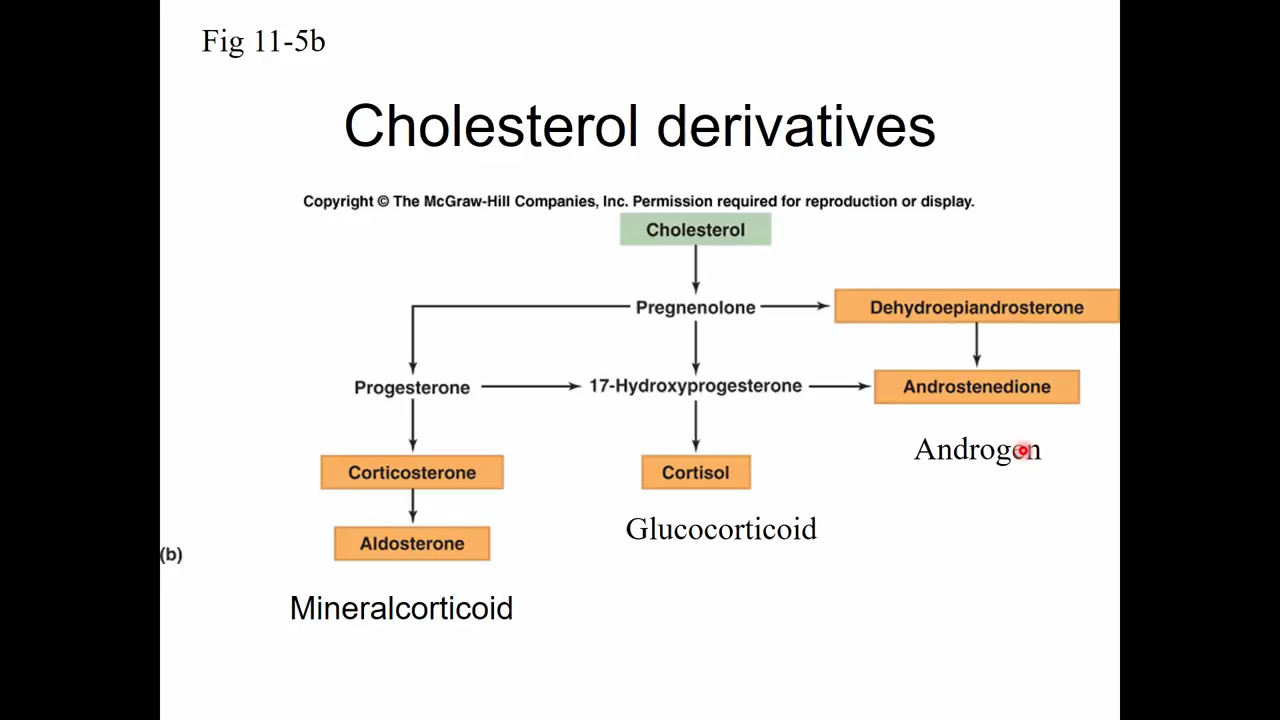 Fig 11-5b
Cholesterol derivatives
Copyright © The McGraw-Hill Companies, Inc. Permission required for reproduction or display.
Cholesterol
Pregnenolone
Dehydroepiandrosterone
Progesterone
17-Hydroxyprogesterone
Androstenedione
Androgen
Corticosterone
Cortisol
Glucocorticoid
Aldosterone
(b)
Mineralcorticoid